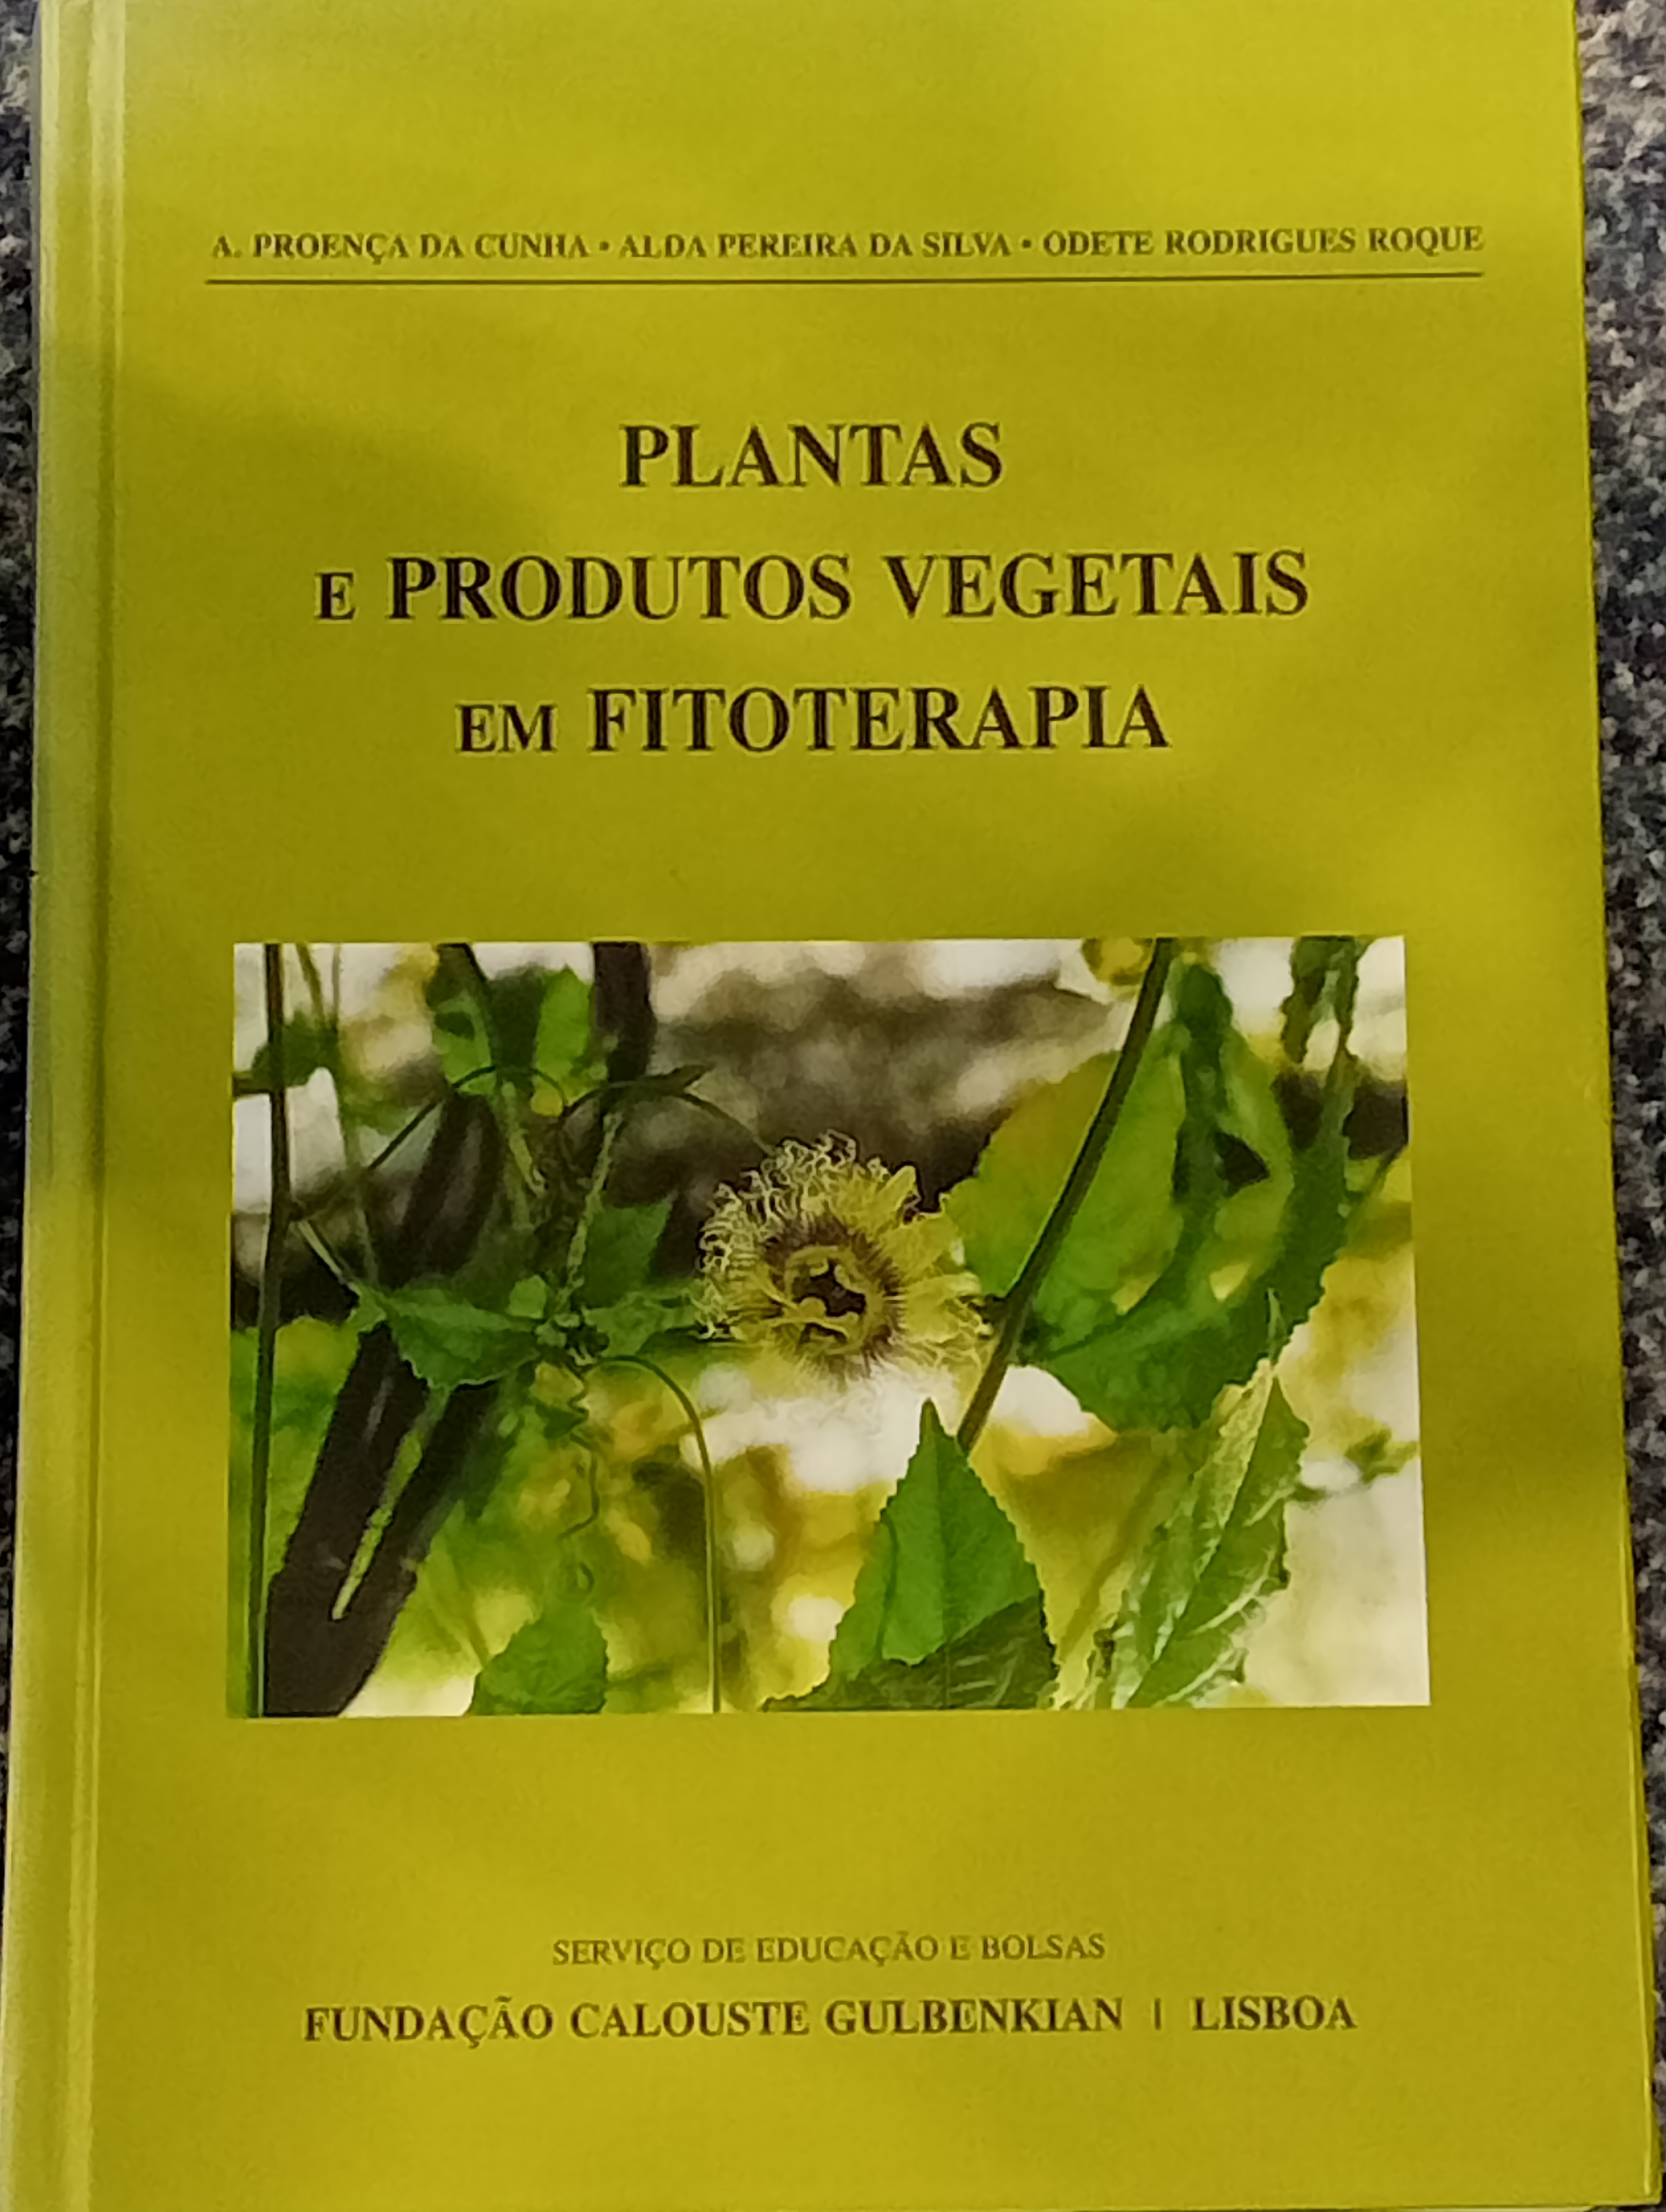 A. PROENÇA DA CUNHA • ALDA PEREIRA DA SILVA • ODETE RODRIGUES ROQUE
PLANTAS
E PRODUTOS VEGETAIS
EM FITOTERAPIA
SERVIÇO DE EDUCAÇÃO E BOLSAS
FUNDAÇÃO CALOUSTE GULBENKIAN | LISBOA